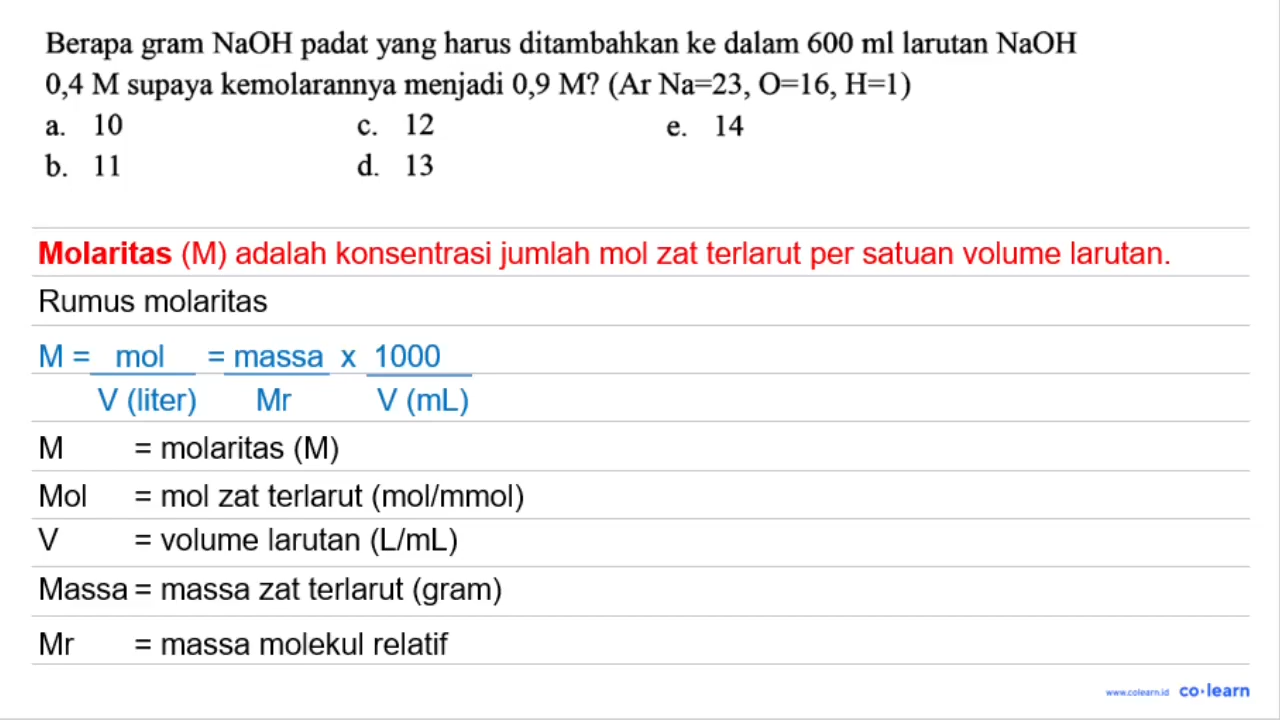 Berapa gram NaOH padat yang harus ditambahkan ke dalam 600 ml larutan NaOH
0,4 M supaya kemolarannya menjadi 0,9 M? (Ar Na=23, O=16, H=1)
a. 10 c. 12 e. 14
b. 11 d. 13
Molaritas (M) adalah konsentrasi jumlah mol zat terlarut per satuan volume larutan.
Rumus molaritas
M = mol = massa x 1000
V (liter) Mr V (mL)
M = molaritas (M)
Mol = mol zat terlarut (mol/mmol)
V = volume larutan (L/mL)
Massa = massa zat terlarut (gram)
Mr = massa molekul relatif
www.colearn.id co·learn